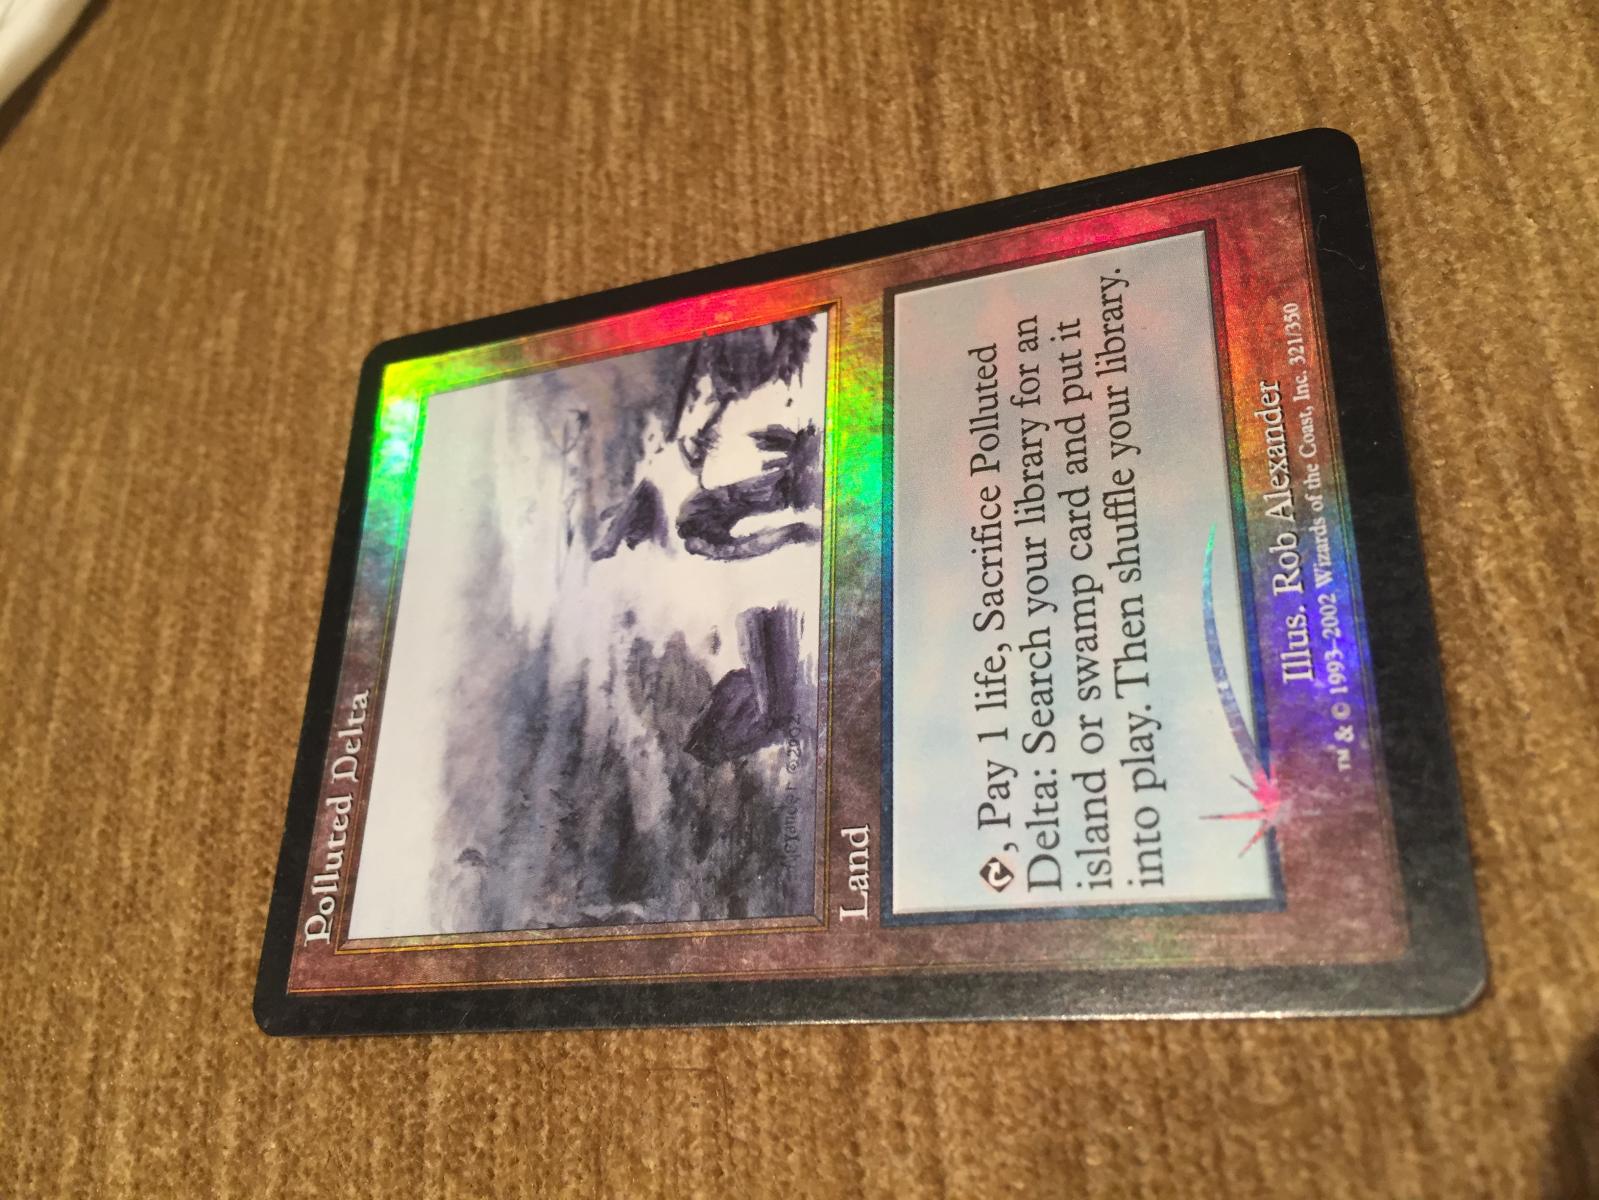 Polluted Delta
Alexander ©2002
Land
, Pay 1 life, Sacrifice Polluted
Delta: Search your library for an
island or swamp card and put it
into play. Then shuffle your library.
Illus. Rob Alexander
™ & © 1993–2002 Wizards of the Coast, Inc. 321/350